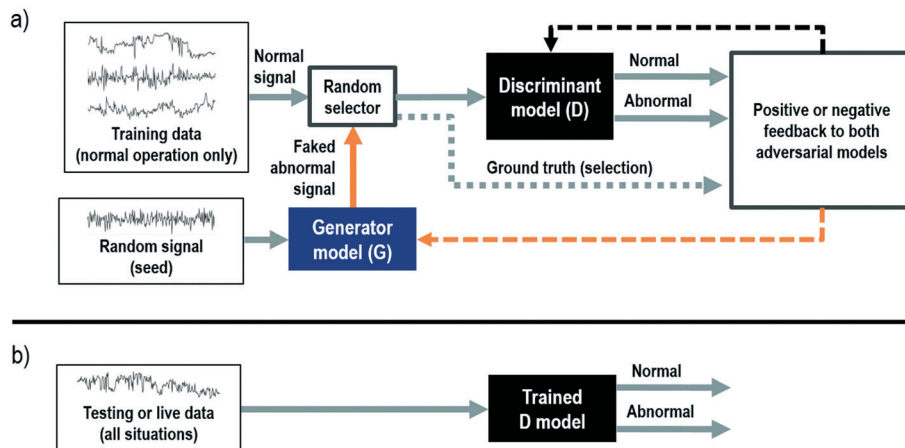 a)
Training data
(normal operation only)
Normal
signal
Random
selector
Discriminant
model (D)
Normal
Abnormal
Positive or negative
feedback to both
adversarial models
Faked
abnormal
signal
Ground truth (selection)
Random signal
(seed)
Generator
model (G)
b)
Testing or live data
(all situations)
Trained
D model
Normal
Abnormal